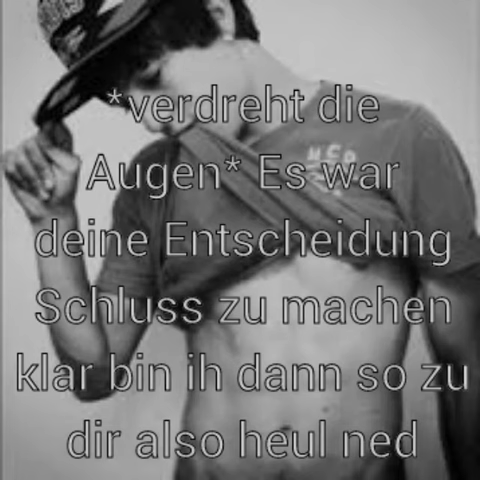 *verdreht die
Augen* Es war
deine Entscheidung
Schluss zu machen
klar bin ih dann so zu
dir also heul ned